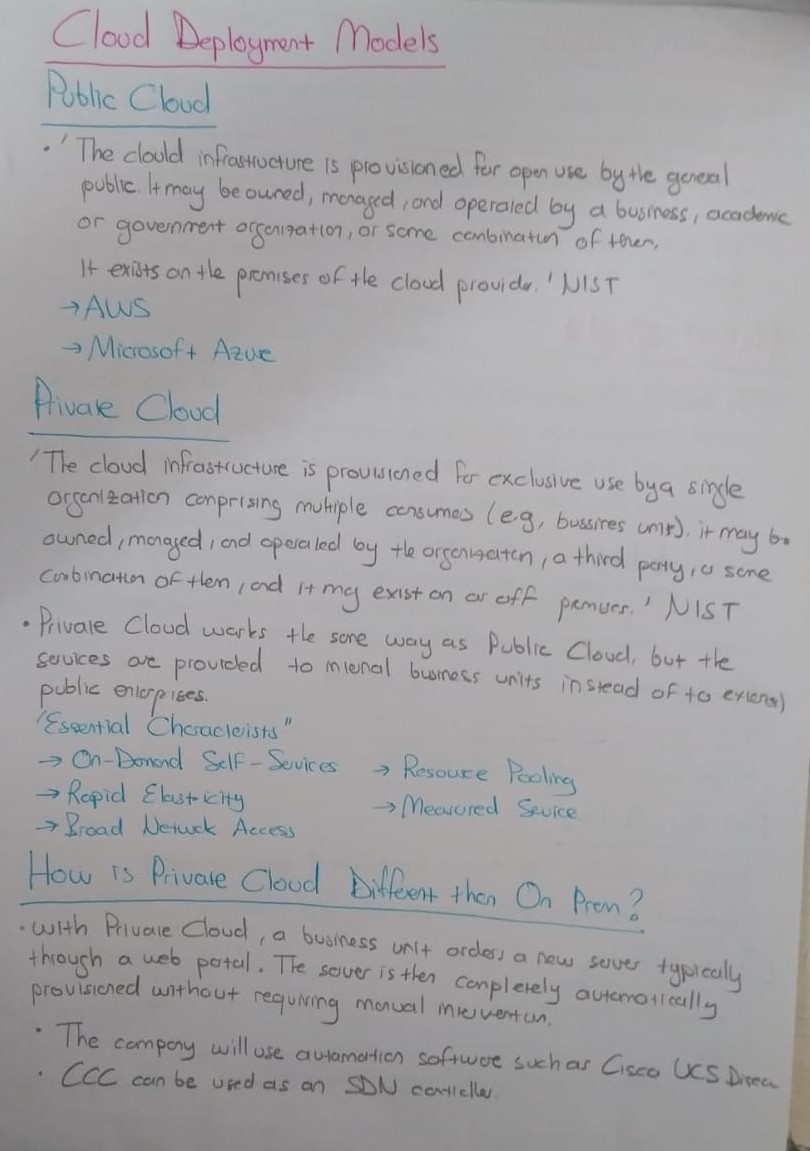 Cloud Deployment Models
Public Cloud
• 'The clould infrastructure is provisioned for open use by the general
public. It may be owned, managed, and operated by a business, academic
or government organization, or some combination of them.
It exists on the premises of the cloud provider.' NIST
→ AWS
→ Microsoft Azue
Private Cloud
'The cloud infrastructure is provisioned for exclusive use by a single
organization comprising multiple consumers (e.g, bussines units). it may be
owned, managed, and operated by the organization, a third party, or some
combination of them, and it may exist on or off premises.' NIST
• Private Cloud works the same way as Public Cloud, but the
services are provided to internal business units instead of to external
public enterpises.
"Essential Characterists"
→ On-Demand Self-Services → Resource Pooling
→ Rapid Elasticity → Measured Service
→ Broad Network Access
How is Private Cloud Different then On Prem?
• With Private Cloud, a business unit orders a new server typically
through a web portal. The server is then completely automatically
provisioned without requiring manual intervention.
• The company will use automation software such as Cisco UCS Director
• CCC can be used as an SDN controller.